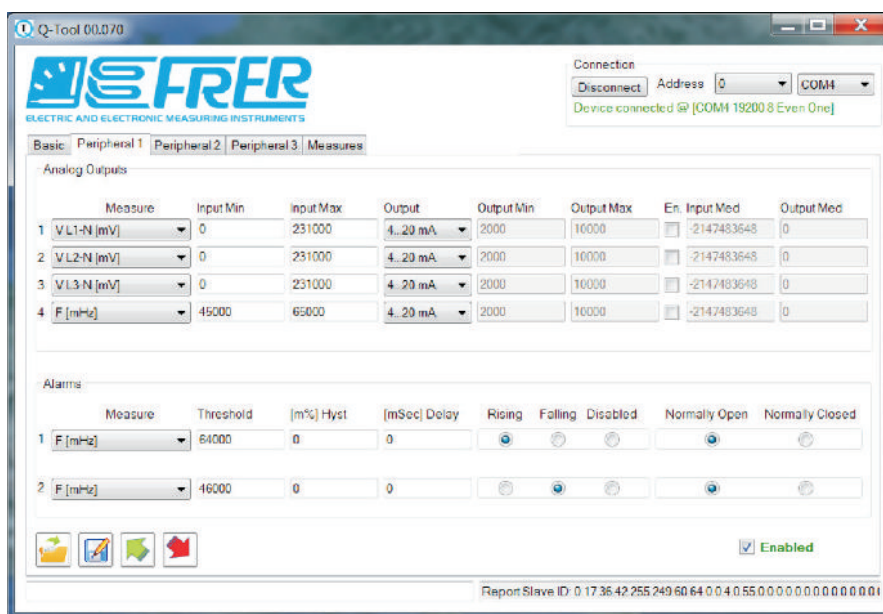 Q-Tool 00.070
FRER
ELECTRIC AND ELECTRONIC MEASURING INSTRUMENTS
Connection
Disconnect Address 0 COM4
Device connected @ [COM4 19200 8 Even One]
Basic Peripheral 1 Peripheral 2 Peripheral 3 Measures
Analog Outputs
Measure Input Min Input Max Output Output Min Output Max En. Input Med Output Med
1 V L1-N [mV] 0 231000 4...20 mA 2000 10000 -2147483648 0
2 V L2-N [mV] 0 231000 4...20 mA 2000 10000 -2147483648 0
3 V L3-N [mV] 0 231000 4...20 mA 2000 10000 -2147483648 0
4 F [mHz] 45000 65000 4...20 mA 2000 10000 -2147483648 0
Alarms
Measure Threshold [m%] Hyst [mSec] Delay Rising Falling Disabled Normally Open Normally Closed
1 F [mHz] 64000 0 0
2 F [mHz] 46000 0 0
Enabled
Report Slave ID: 0.17.36.42.255.249.60.64.0.0.4.0.55.0.0.0.0.0.0.0.0.0.0.0.0.0.0